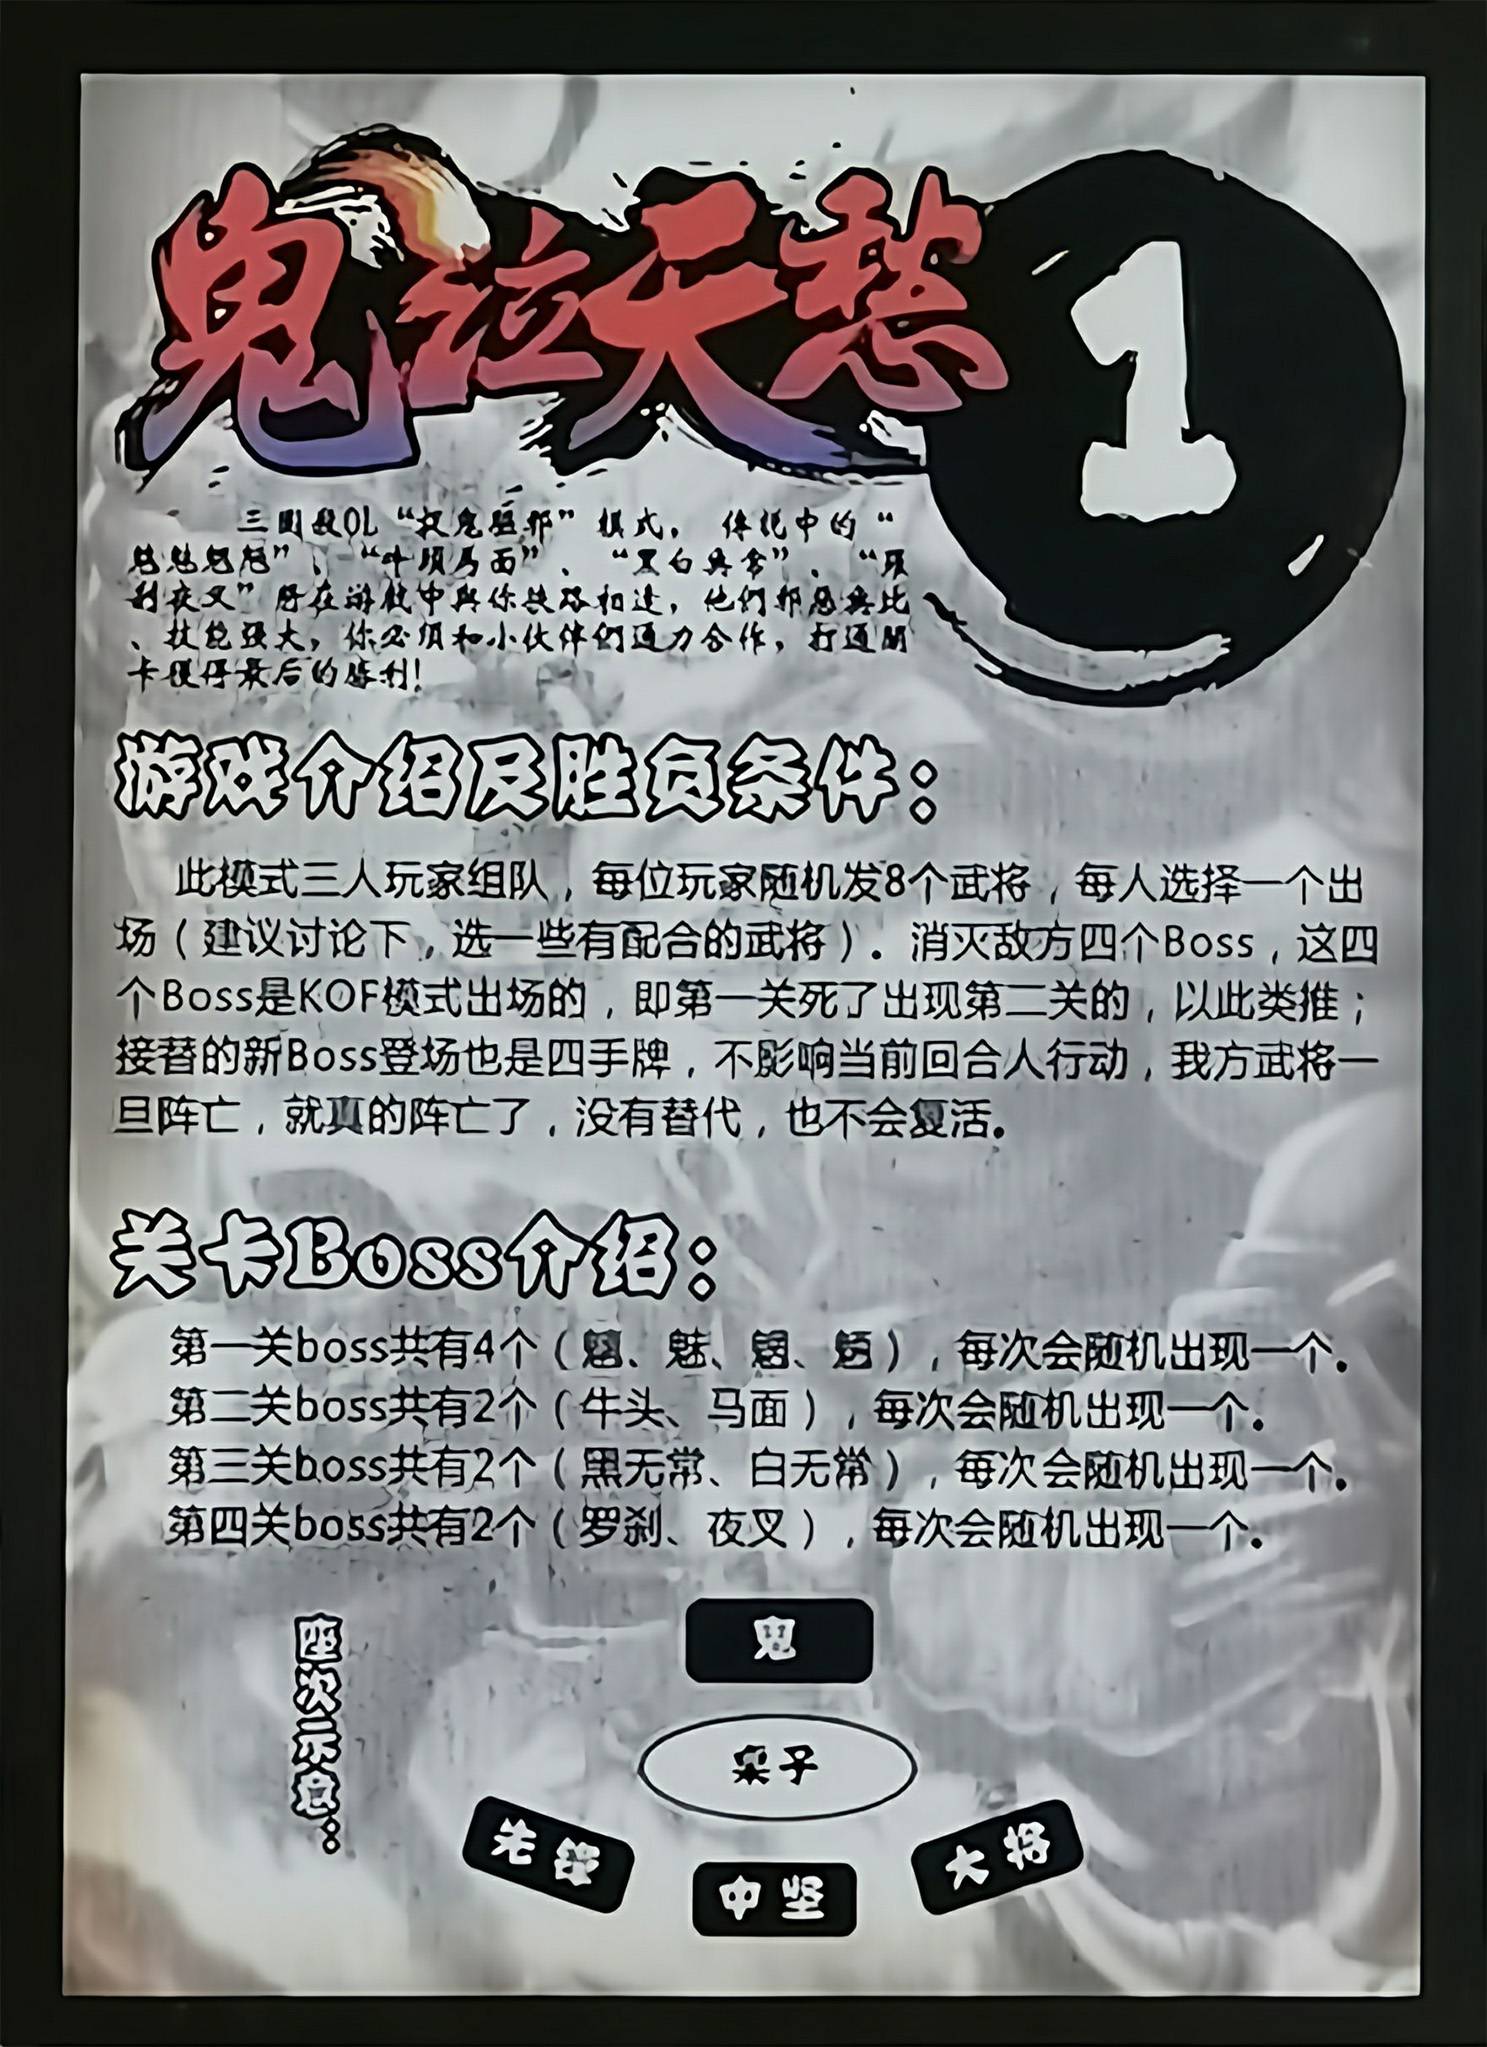 鬼泣天愁
1
三国杀OL“捉鬼驱邪”模式，传说中的“
”、“牛头马面”、“黑白无常”、“罗
刹夜叉”将在游戏中与你狭路相逢，他们邪恶无比
、技能强大，你必须和小伙伴们通力合作，打通关
卡获得最后的胜利！
游戏介绍及胜负条件：
此模式三人玩家组队，每位玩家随机发8个武将，每人选择一个出
场（建议讨论下，选一些有配合的武将）。消灭敌方四个Boss，这四
个Boss是KOF模式出场的，即第一关死了出现第二关的，以此类推；
接替的新Boss登场也是四手牌，不影响当前回合人行动，我方武将一
旦阵亡，就真的阵亡了，没有替代，也不会复活。
关卡Boss介绍：
第一关boss共有4个（魑、魅、魍、魉），每次会随机出现一个。
第二关boss共有2个（牛头、马面），每次会随机出现一个。
第三关boss共有2个（黑无常、白无常），每次会随机出现一个。
第四关boss共有2个（罗刹、夜叉），每次会随机出现一个。
座次示意：
鬼
桌子
先锋
中坚
大将